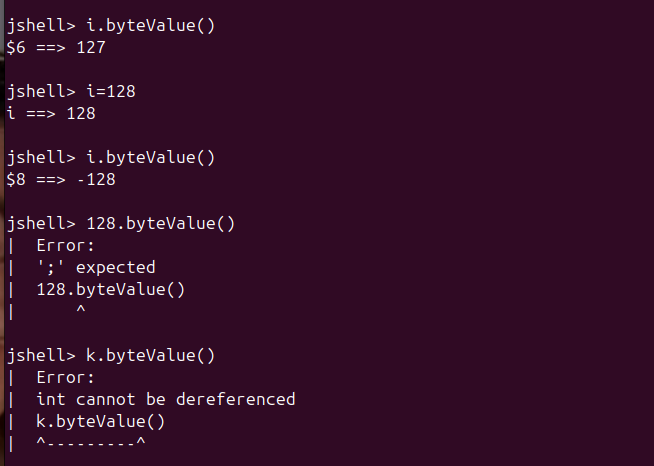 jshell> i.byteValue()
$6 ==> 127
jshell> i=128
i ==> 128
jshell> i.byteValue()
$8 ==> -128
jshell> 128.byteValue()
|  Error:
|  ';' expected
|  128.byteValue()
|      ^
jshell> k.byteValue()
|  Error:
|  int cannot be dereferenced
|  k.byteValue()
|  ^---------^